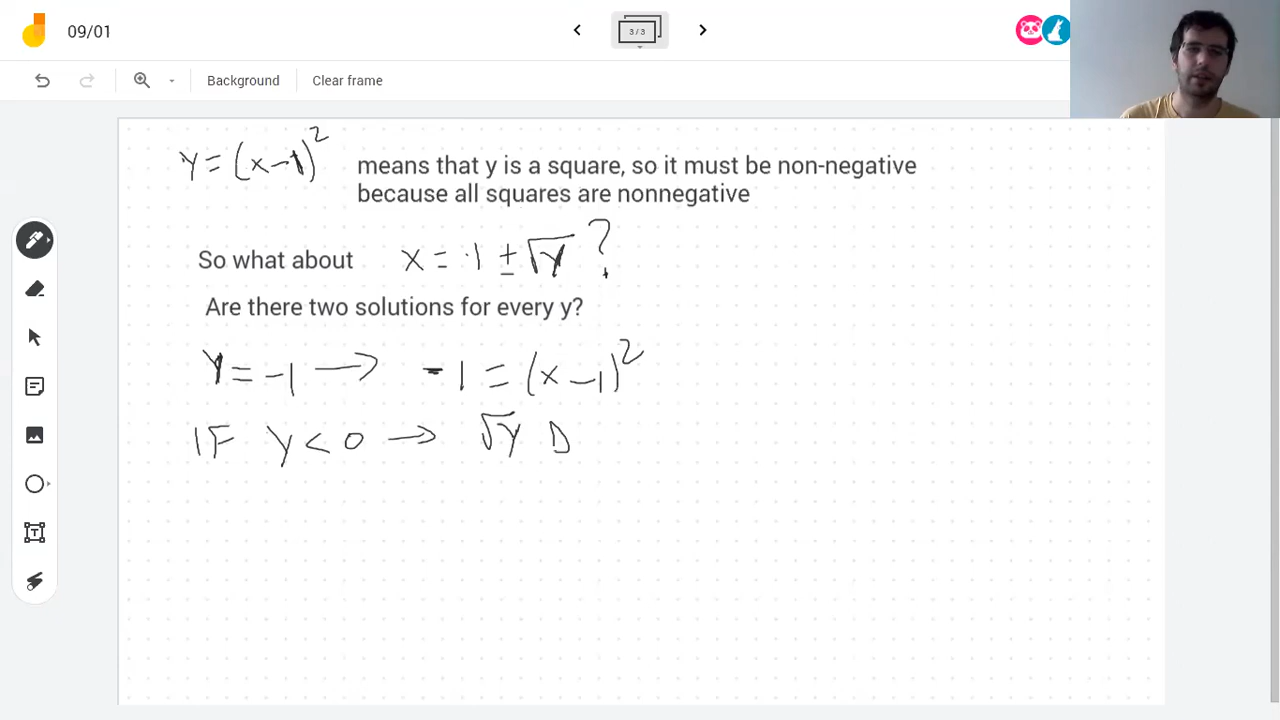 09/01
3 / 3
Background
Clear frame
y = (x-1)²
means that y is a square, so it must be non-negative
because all squares are nonnegative
So what about x = 1 ± √y ?
Are there two solutions for every y?
y = -1 → -1 = (x-1)²
IF y < 0 → √y D
T